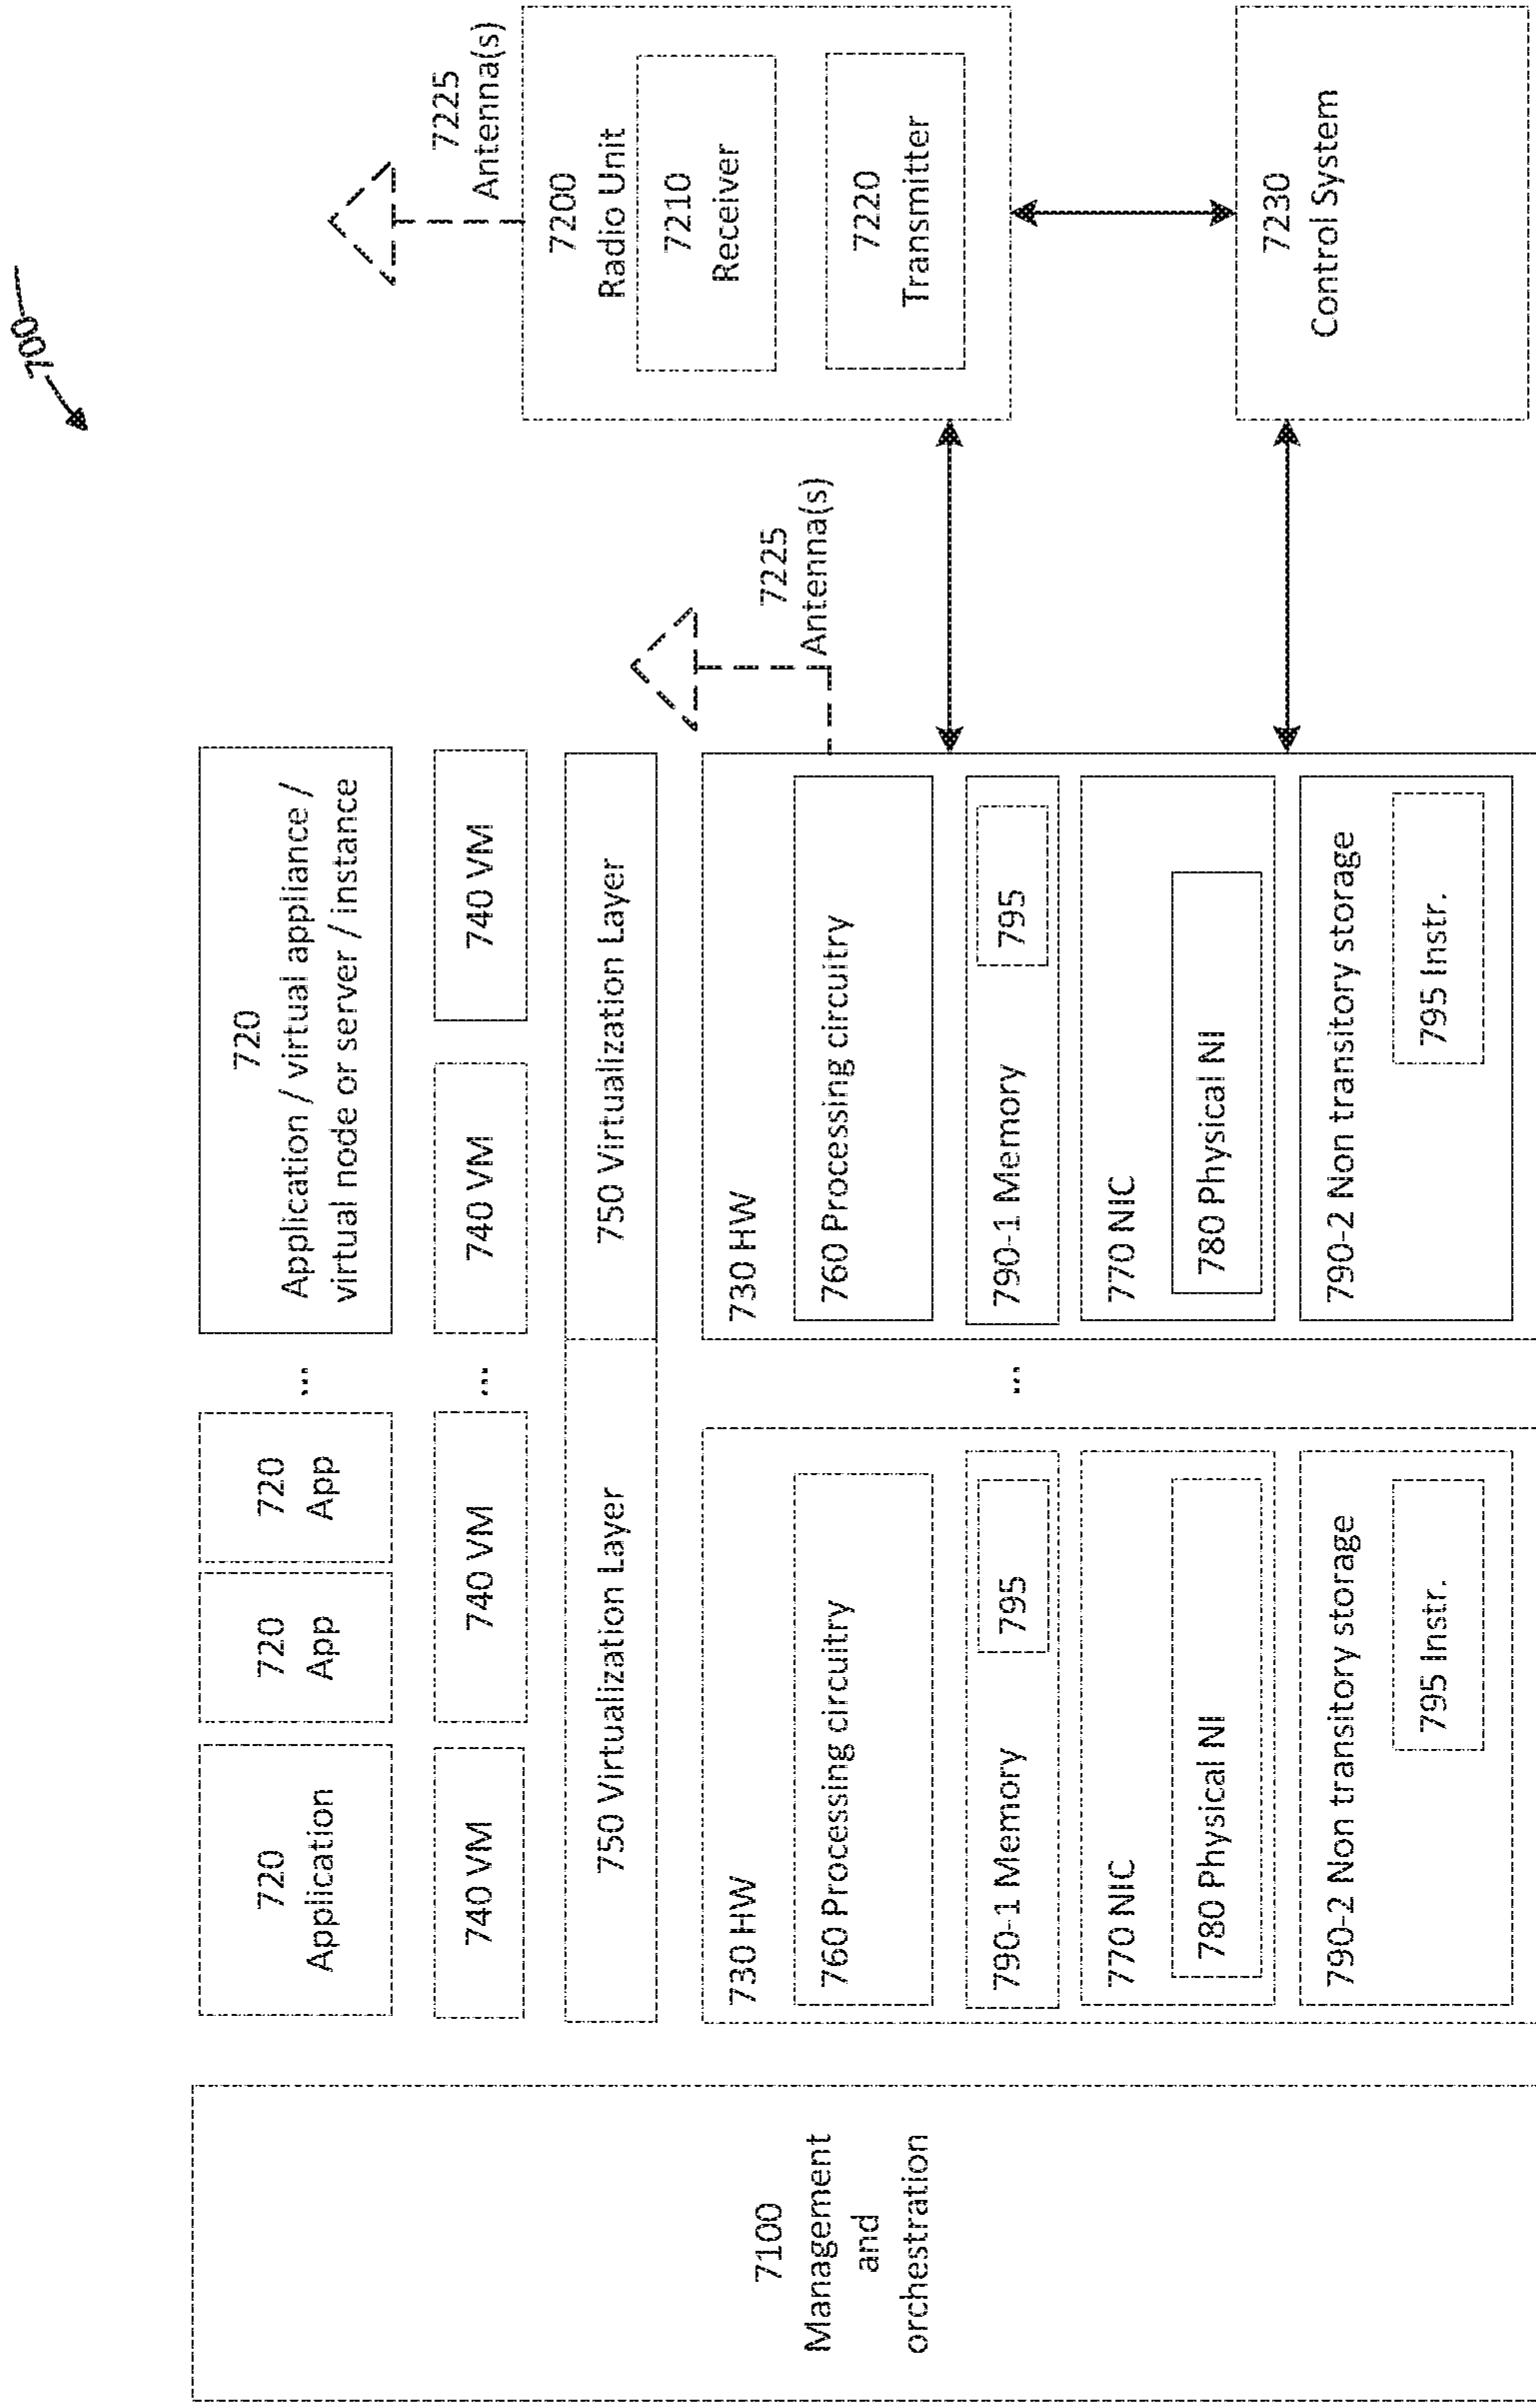 700
7100
Management
and
orchestration
720
Application
720
App
720
App
...
720
Application / virtual appliance /
virtual node or server / instance
740 VM
740 VM
...
740 VM
740 VM
750 Virtualization Layer
750 Virtualization Layer
730 HW
760 Processing circuitry
790-1 Memory
795
770 NIC
780 Physical NI
790-2 Non transitory storage
795 Instr.
...
730 HW
760 Processing circuitry
790-1 Memory
795
770 NIC
780 Physical NI
790-2 Non transitory storage
795 Instr.
7225
Antenna(s)
7225
Antenna(s)
7200
Radio Unit
7210
Receiver
7220
Transmitter
7230
Control System